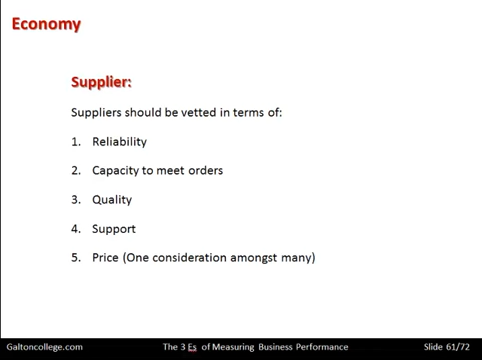 Economy
Supplier:
Suppliers should be vetted in terms of:
1. Reliability
2. Capacity to meet orders
3. Quality
4. Support
5. Price (One consideration amongst many)
Galtoncollege.com The 3 Es of Measuring Business Performance Slide 61/72